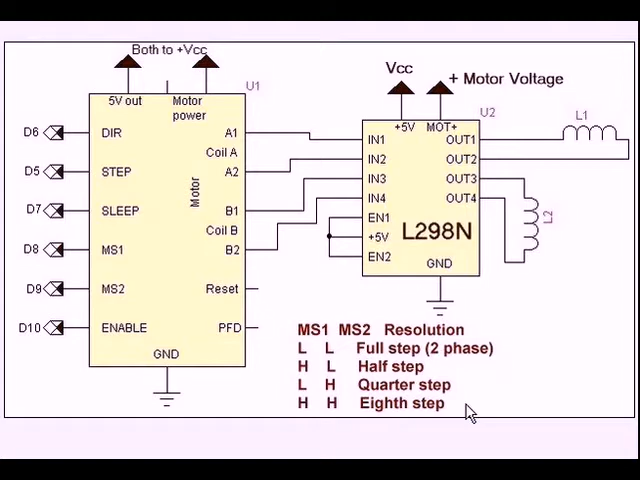 Both to +Vcc
U1
5V out
Motor power
D6
DIR
A1
Coil A
D5
STEP
A2
Motor
D7
SLEEP
B1
Coil B
D8
MS1
B2
D9
MS2
Reset
D10
ENABLE
PFD
GND
Vcc
+ Motor Voltage
U2
+5V
MOT+
L1
IN1
OUT1
IN2
OUT2
IN3
OUT3
IN4
OUT4
EN1
L298N
L2
+5V
EN2
GND
MS1 MS2 Resolution
L L Full step (2 phase)
H L Half step
L H Quarter step
H H Eighth step